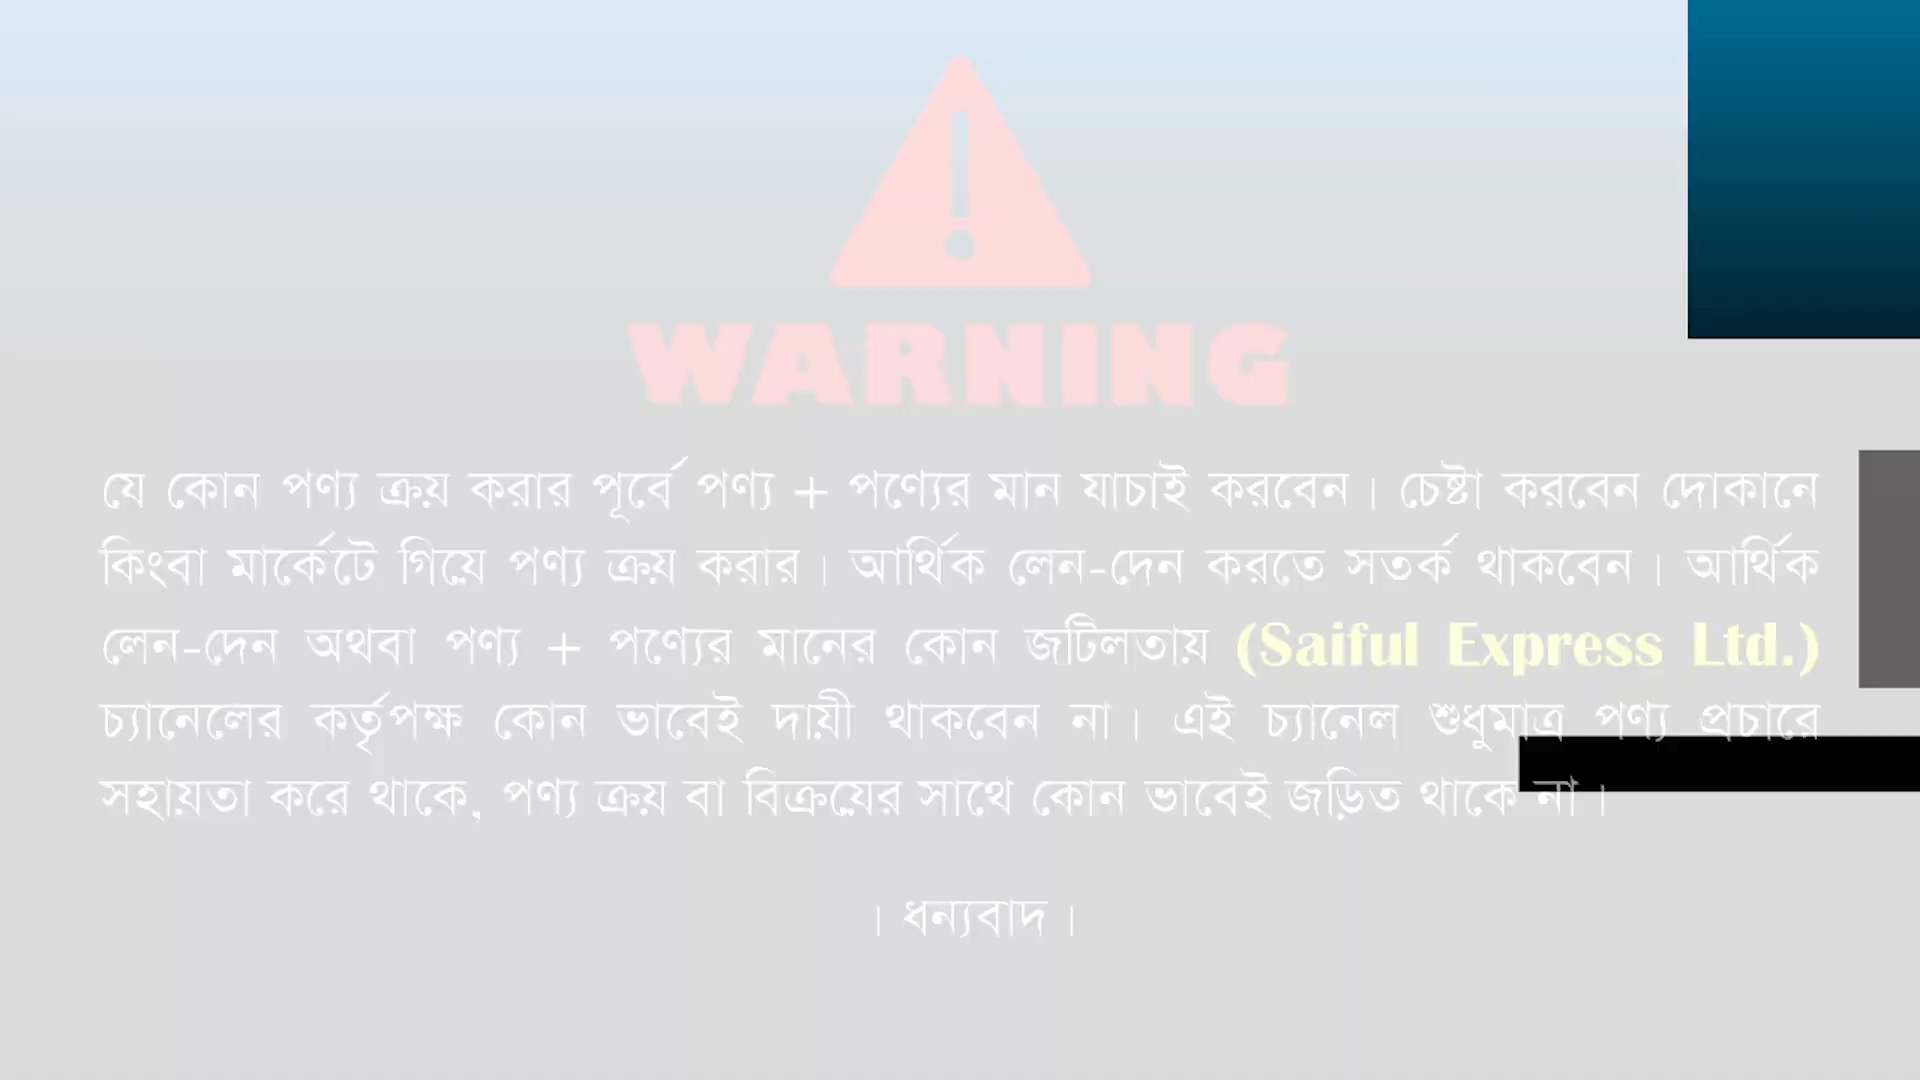 WARNING
যে কোন পণ্য ক্রয় করার পূর্বে পণ্য + পণ্যের মান যাচাই করবেন। চেষ্টা করবেন দোকানে
কিংবা মার্কেটে গিয়ে পণ্য ক্রয় করার। আর্থিক লেন-দেন করতে সতর্ক থাকবেন। আর্থিক
লেন-দেন অথবা পণ্য + পণ্যের মানের কোন জটিলতায় (Saiful Express Ltd.)
চ্যানেলের কর্তৃপক্ষ কোন ভাবেই দায়ী থাকবেন না। এই চ্যানেল শুধুমাত্র পণ্য প্রচারে
সহায়তা করে থাকে, পণ্য ক্রয় বা বিক্রয়ের সাথে কোন ভাবেই জড়িত থাকে না।
। ধন্যবাদ ।